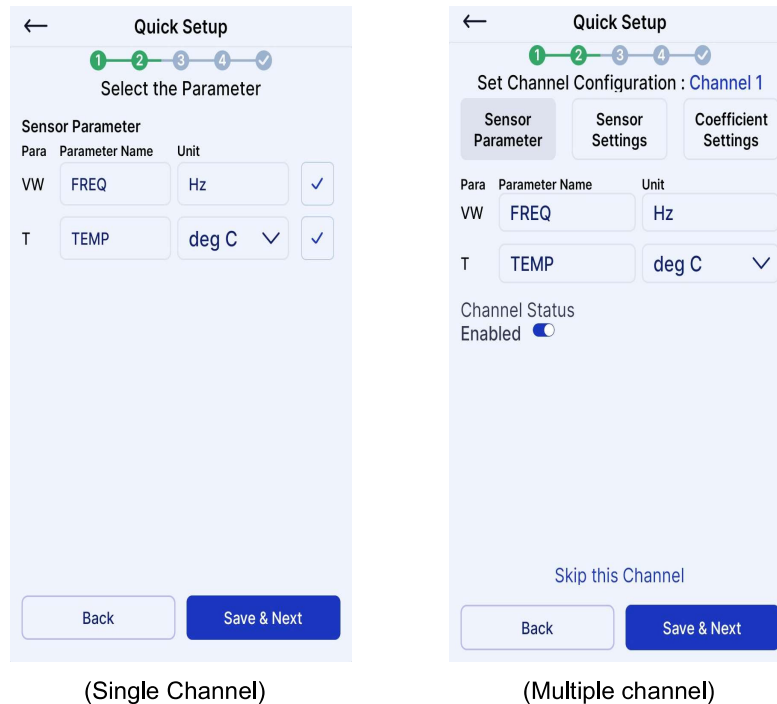 Quick Setup
1 2 3 4
Select the Parameter
Sensor Parameter
Para Parameter Name Unit
VW FREQ Hz
T TEMP deg C
Back Save & Next
(Single Channel)
Quick Setup
1 2 3 4
Set Channel Configuration : Channel 1
Sensor Parameter
Sensor Settings
Coefficient Settings
Para Parameter Name Unit
VW FREQ Hz
T TEMP deg C
Channel Status
Enabled
Skip this Channel
Back Save & Next
(Multiple channel)